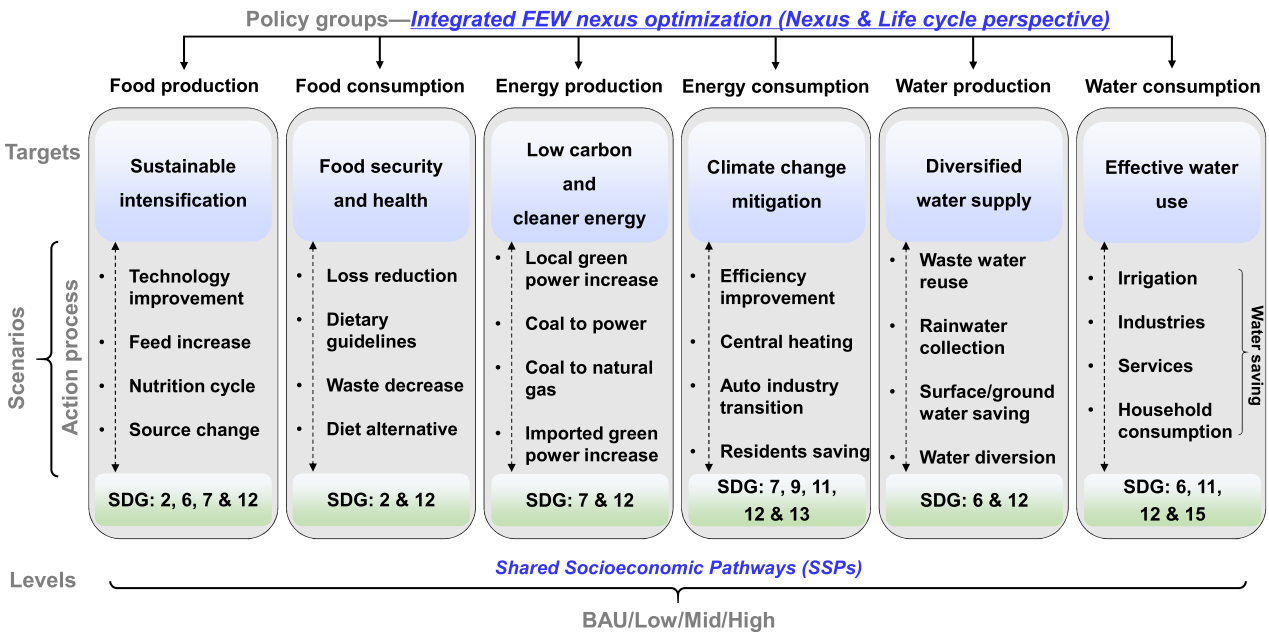 Policy groups—Integrated FEW nexus optimization (Nexus & Life cycle perspective)
Food production
Food consumption
Energy production
Energy consumption
Water production
Water consumption
Targets
Sustainable
intensification
Food security
and health
Low carbon
and
cleaner energy
Climate change
mitigation
Diversified
water supply
Effective water
use
Scenarios
Action process
• Technology
improvement
• Feed increase
• Nutrition cycle
• Source change
• Loss reduction
• Dietary
guidelines
• Waste decrease
• Diet alternative
• Local green
power increase
• Coal to power
• Coal to natural
gas
• Imported green
power increase
• Efficiency
improvement
• Central heating
• Auto industry
transition
• Residents saving
• Waste water
reuse
• Rainwater
collection
• Surface/ground
water saving
• Water diversion
• Irrigation
• Industries
• Services
• Household
consumption
Water saving
SDG: 2, 6, 7 & 12
SDG: 2 & 12
SDG: 7 & 12
SDG: 7, 9, 11,
12 & 13
SDG: 6 & 12
SDG: 6, 11,
12 & 15
Levels
Shared Socioeconomic Pathways (SSPs)
BAU/Low/Mid/High